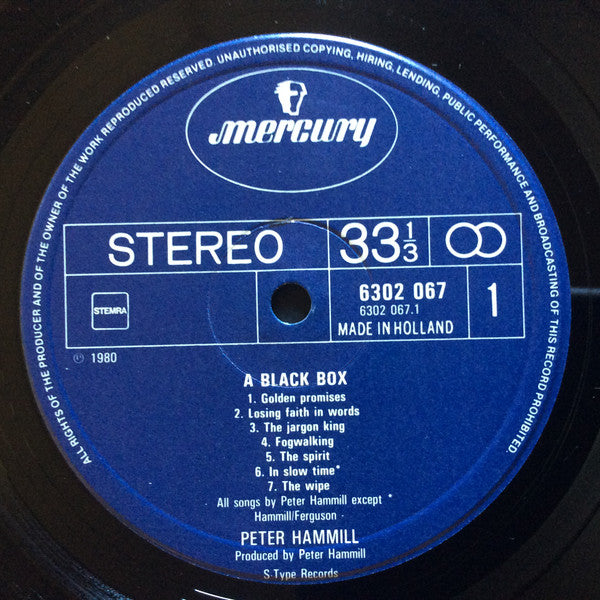 ALL RIGHTS OF THE PRODUCER AND OF THE OWNER OF THE WORK REPRODUCED RESERVED. UNAUTHORISED COPYING, HIRING, LENDING, PUBLIC PERFORMANCE AND BROADCASTING OF THIS RECORD PROHIBITED.
mercury
STEREO 33 1/3
STEMRA
6302 067
6302 067.1
MADE IN HOLLAND
1
℗ 1980
A BLACK BOX
1. Golden promises
2. Losing faith in words
3. The jargon king
4. Fogwalking
5. The spirit
6. In slow time*
7. The wipe
All songs by Peter Hammill except *
Hammill/Ferguson
PETER HAMMILL
Produced by Peter Hammill
S-Type Records